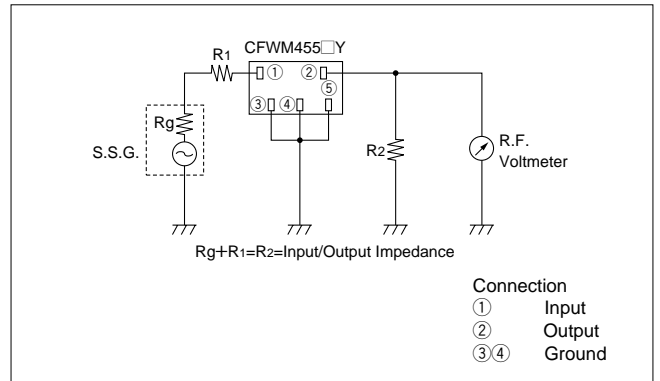 CFWM455□Y
R1
① ②
⑤
③ ④
Rg
S.S.G.
R2
R.F.
Voltmeter
Rg+R1=R2=Input/Output Impedance
Connection
① Input
② Output
③④ Ground